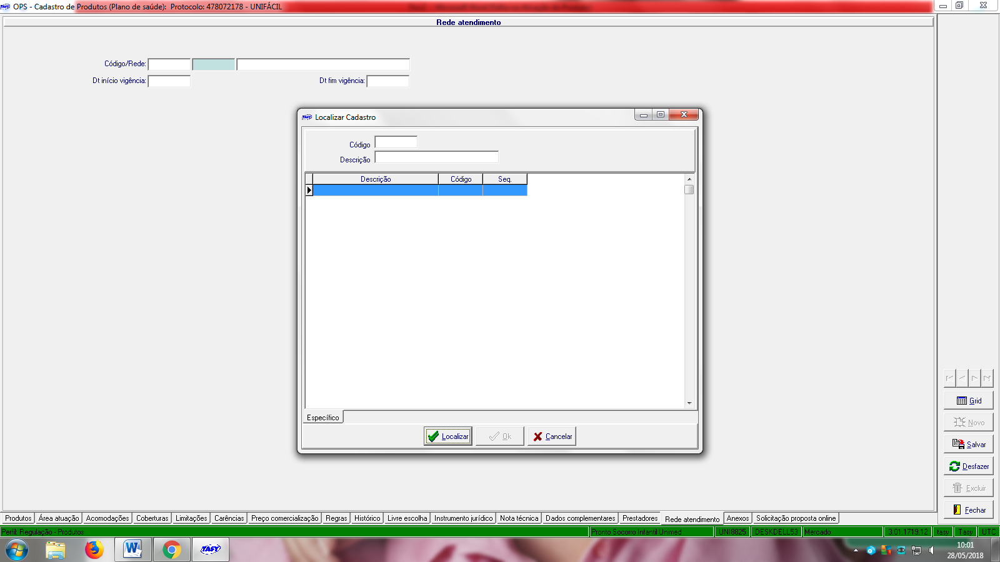 TASY OPS - Cadastro de Produtos (Plano de saúde): Protocolo: 478072178 - UNIFÁCIL
Rede atendimento
Código/Rede:
Dt início vigência:
Dt fim vigência:
TASY Localizar Cadastro
Código
Descrição
Descrição Código Seq.
Específico
Localizar Ok Cancelar
Grid
Novo
Salvar
Desfazer
Excluir
Fechar
Produtos Área atuação Acomodações Coberturas Limitações Carências Preço comercialização Regras Histórico Livre escolha Instrumento jurídico Nota técnica Dados complementares Prestadores Rede atendimento Anexos Solicitação proposta online
Perfil: Regulação - Produtos Pronto Socorro Infantil Unimed UNI8825 DESKDELL53 Mercado 3.01.1719.12 tasy Tasy UTC
W TASY
10:01
28/05/2018